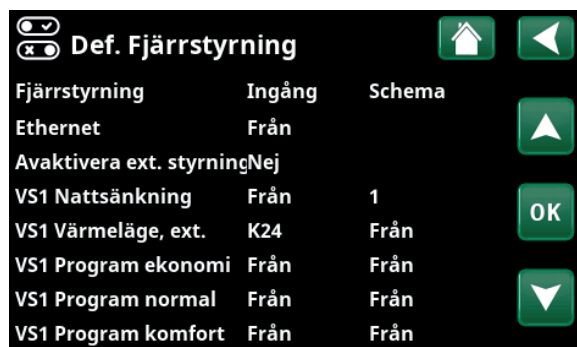 Def. Fjärrstyrning
Fjärrstyrning Ingång Schema
Ethernet Från
Avaktivera ext. styrning Nej
VS1 Nattsänkning Från 1
OK
VS1 Värmeläge, ext. K24 Från
VS1 Program ekonomi Från Från
VS1 Program normal Från Från
VS1 Program komfort Från Från